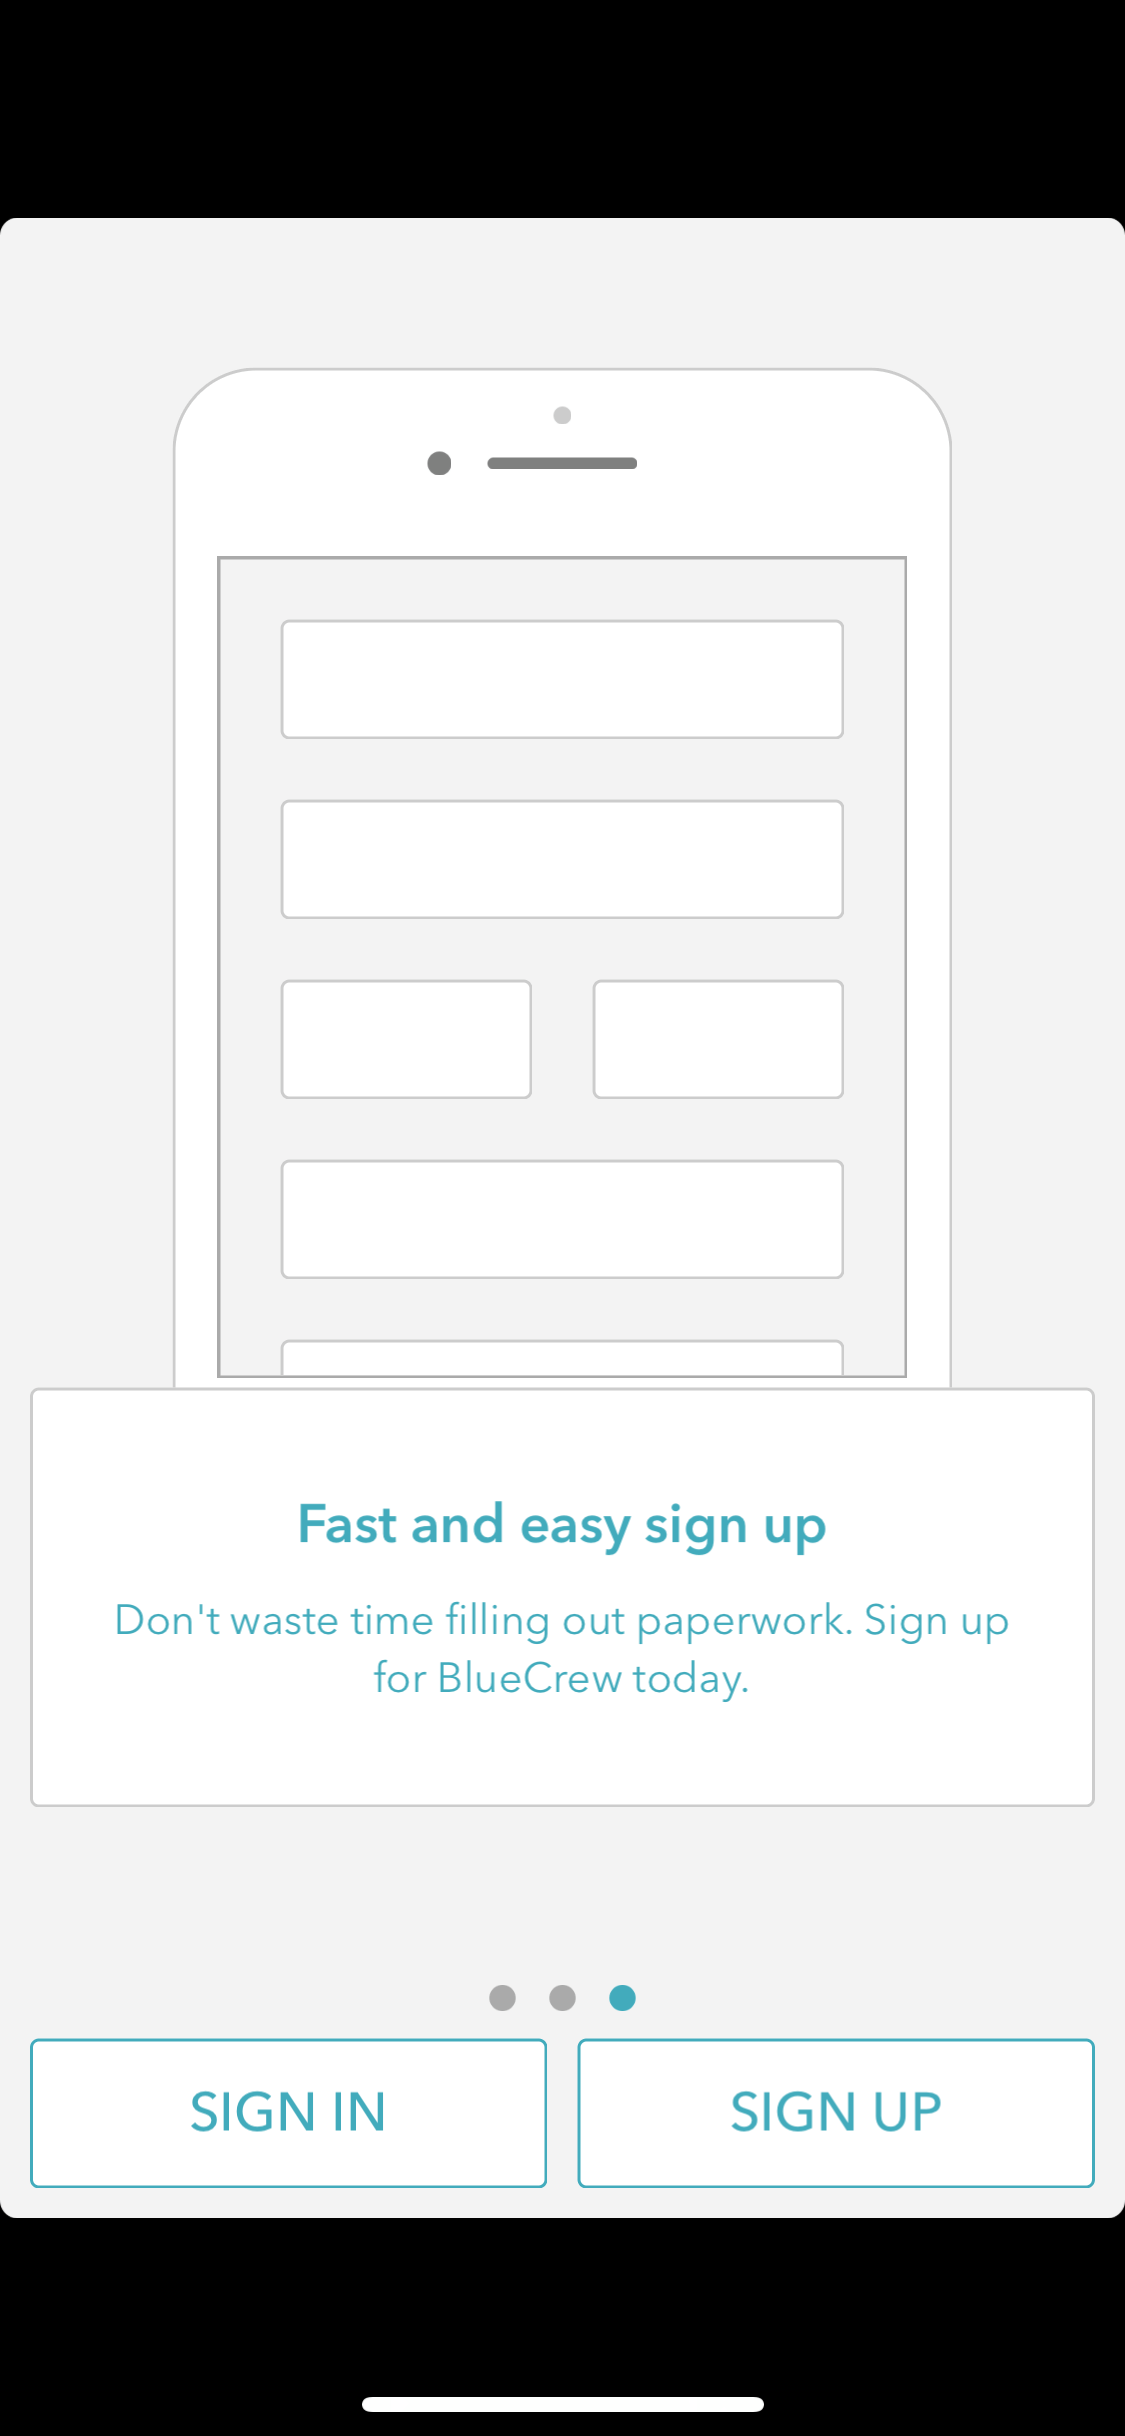 Fast and easy sign up
Don't waste time filling out paperwork. Sign up
for BlueCrew today.
SIGN IN
SIGN UP